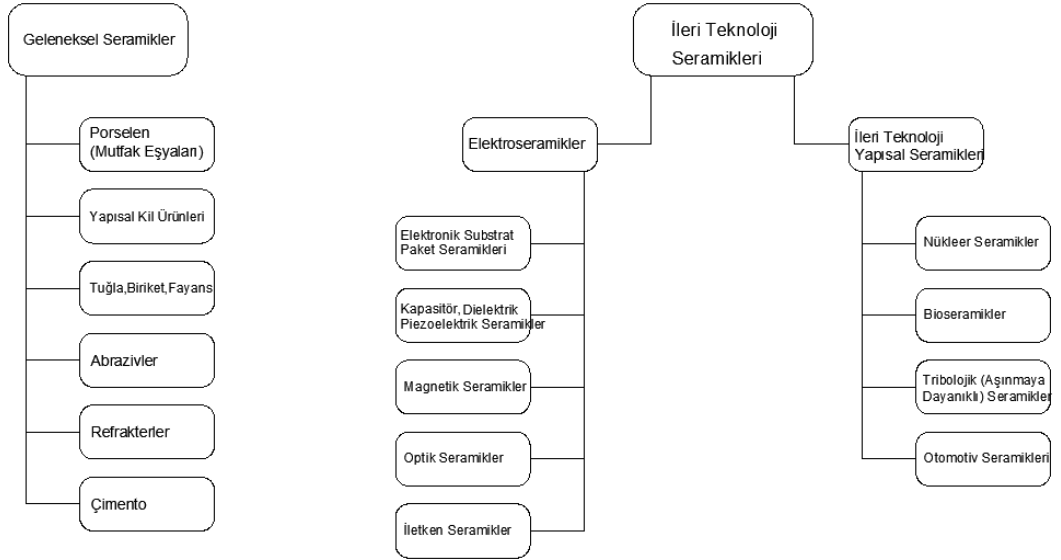 Geleneksel Seramikler
Porselen
(Mutfak Eşyaları)
Yapısal Kil Ürünleri
Tuğla,Biriket,Fayans
Abrazivler
Refrakterler
Çimento
İleri Teknoloji
Seramikleri
Elektroseramikler
Elektronik Substrat
Paket Seramikleri
Kapasitör, Dielektrik
Piezoelektrik Seramikler
Magnetik Seramikler
Optik Seramikler
İletken Seramikler
İleri Teknoloji
Yapısal Seramikleri
Nükleer Seramikler
Bioseramikler
Tribolojik (Aşınmaya
Dayanıklı) Seramikler
Otomotiv Seramikleri